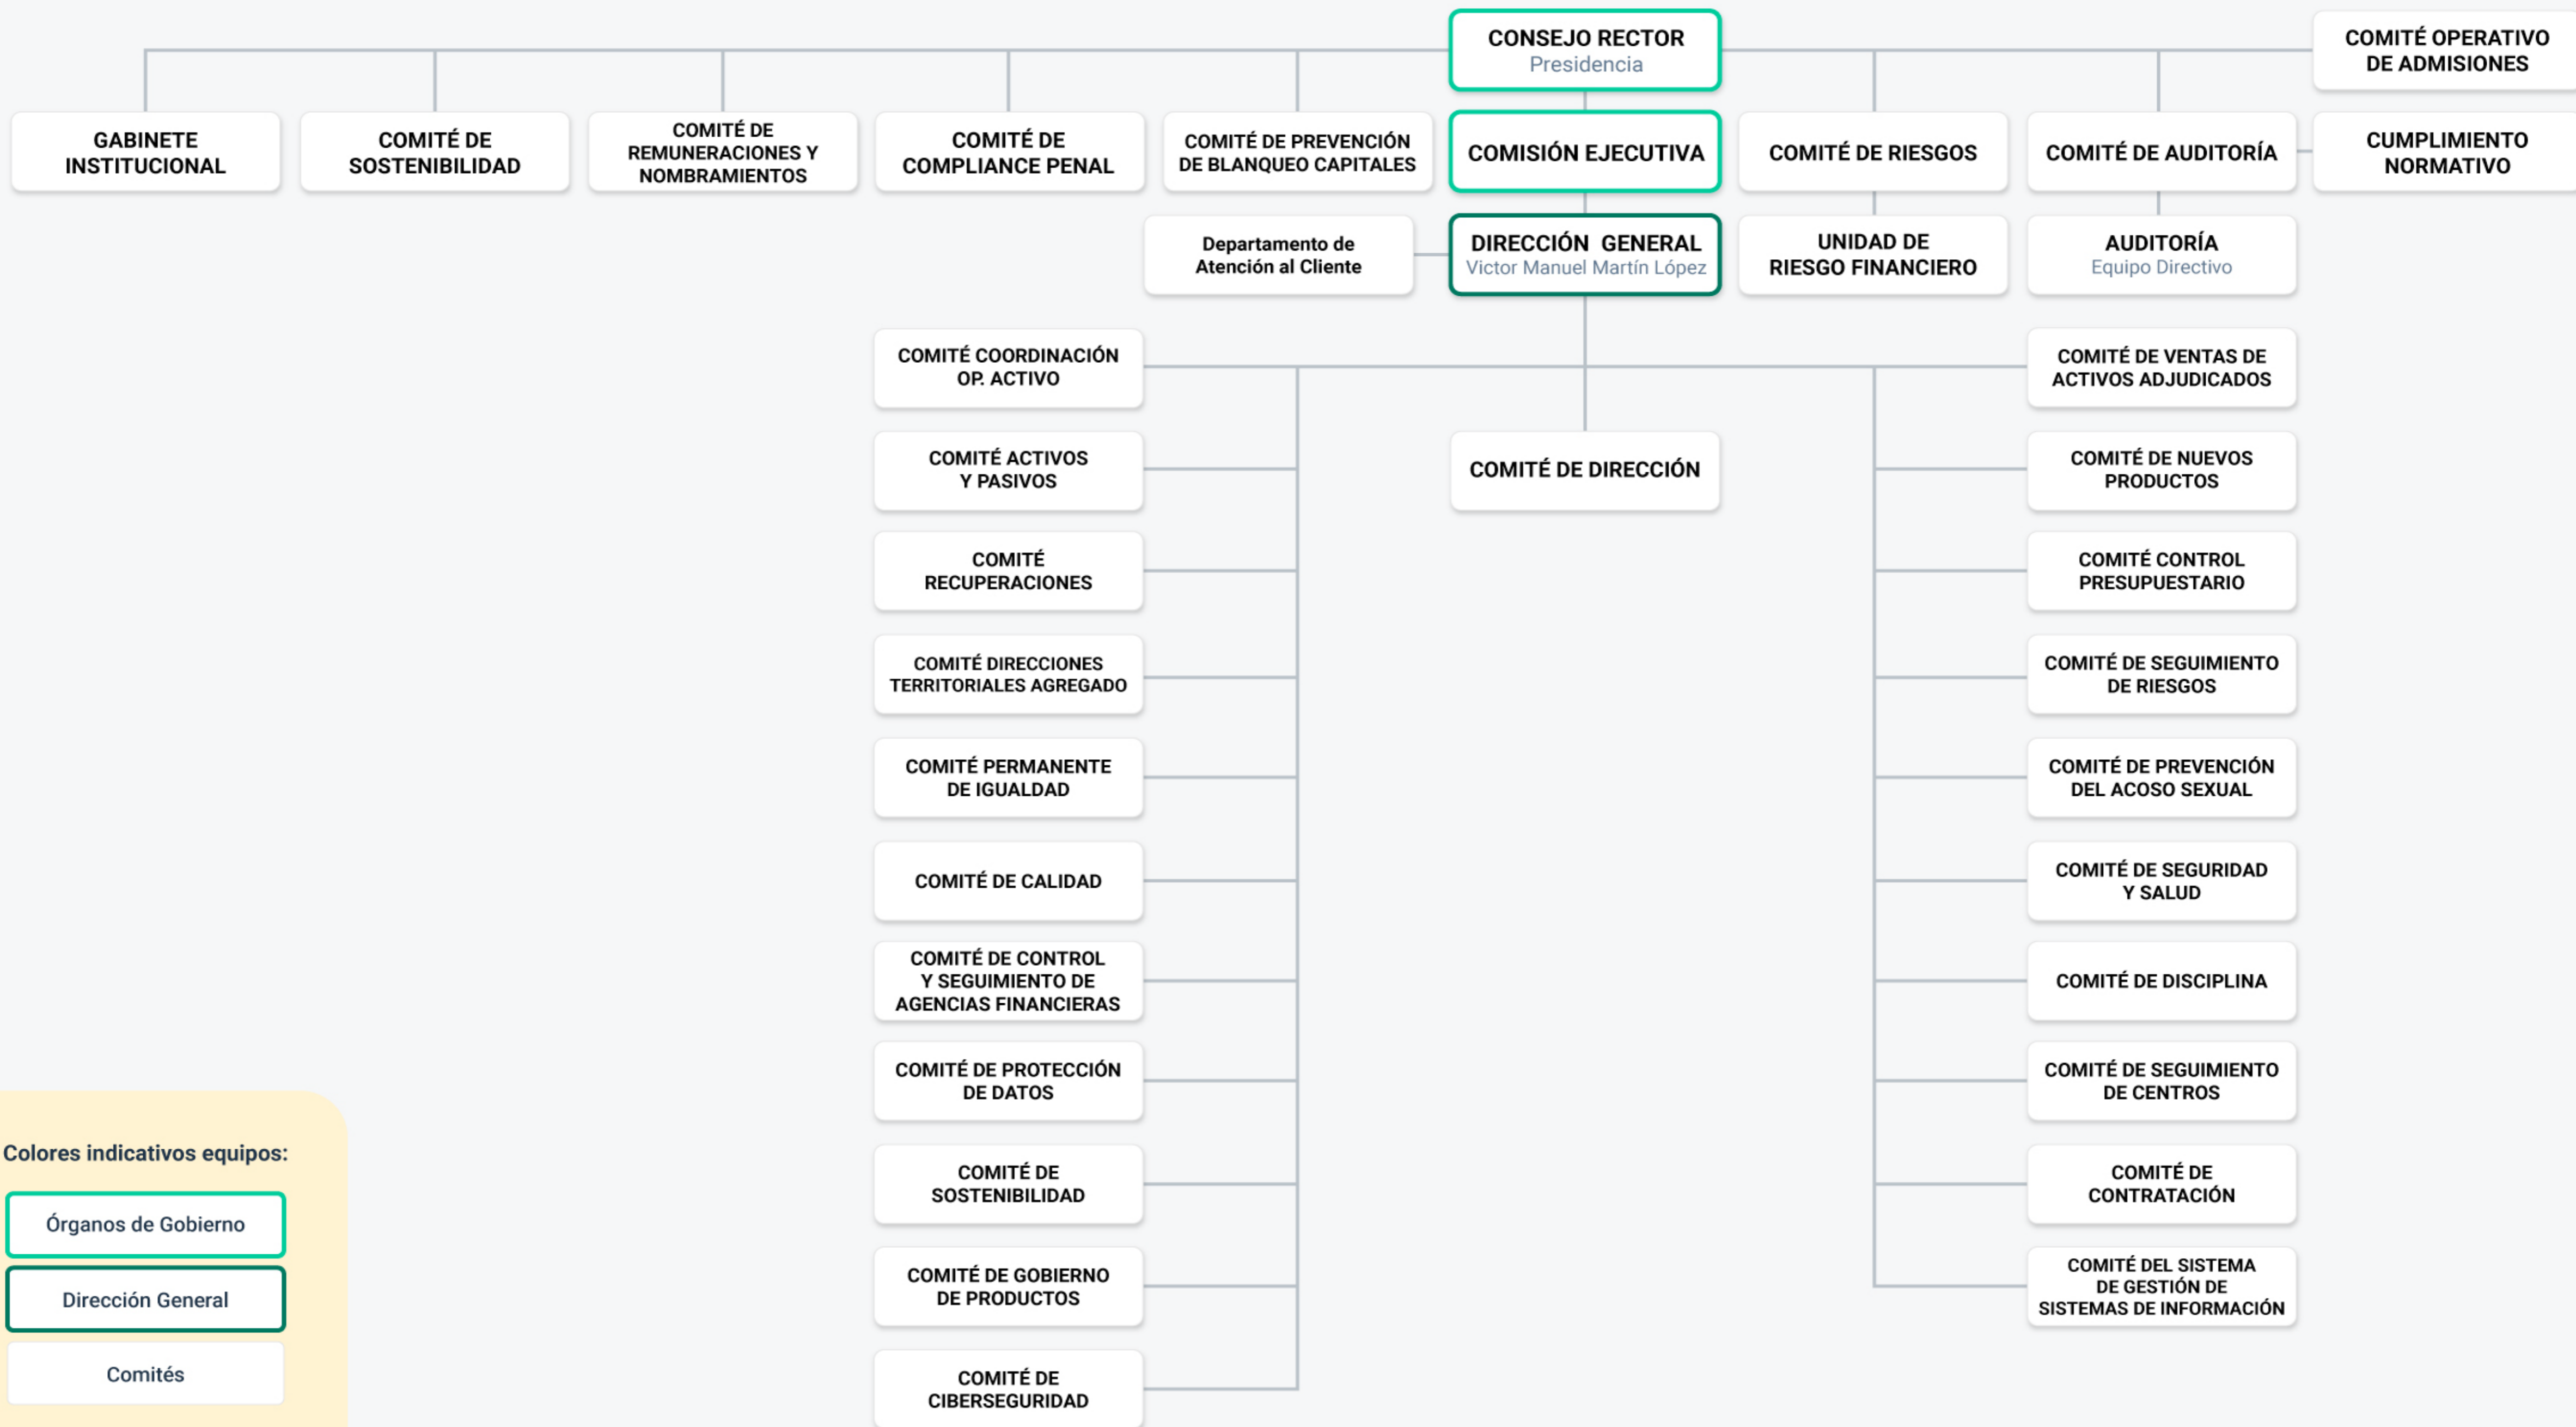 CONSEJO RECTOR
Presidencia
COMITÉ OPERATIVO
DE ADMISIONES
GABINETE
INSTITUCIONAL
COMITÉ DE
SOSTENIBILIDAD
COMITÉ DE
REMUNERACIONES Y
NOMBRAMIENTOS
COMITÉ DE
COMPLIANCE PENAL
COMITÉ DE PREVENCIÓN
DE BLANQUEO CAPITALES
COMISIÓN EJECUTIVA
COMITÉ DE RIESGOS
COMITÉ DE AUDITORÍA
CUMPLIMIENTO
NORMATIVO
Departamento de
Atención al Cliente
DIRECCIÓN GENERAL
Victor Manuel Martín López
UNIDAD DE
RIESGO FINANCIERO
AUDITORÍA
Equipo Directivo
COMITÉ COORDINACIÓN
OP. ACTIVO
COMITÉ DE VENTAS DE
ACTIVOS ADJUDICADOS
COMITÉ ACTIVOS
Y PASIVOS
COMITÉ DE DIRECCIÓN
COMITÉ DE NUEVOS
PRODUCTOS
COMITÉ
RECUPERACIONES
COMITÉ CONTROL
PRESUPUESTARIO
COMITÉ DIRECCIONES
TERRITORIALES AGREGADO
COMITÉ DE SEGUIMIENTO
DE RIESGOS
COMITÉ PERMANENTE
DE IGUALDAD
COMITÉ DE PREVENCIÓN
DEL ACOSO SEXUAL
COMITÉ DE CALIDAD
COMITÉ DE SEGURIDAD
Y SALUD
COMITÉ DE CONTROL
Y SEGUIMIENTO DE
AGENCIAS FINANCIERAS
COMITÉ DE DISCIPLINA
COMITÉ DE PROTECCIÓN
DE DATOS
COMITÉ DE SEGUIMIENTO
DE CENTROS
COMITÉ DE
SOSTENIBILIDAD
COMITÉ DE
CONTRATACIÓN
COMITÉ DE GOBIERNO
DE PRODUCTOS
COMITÉ DEL SISTEMA
DE GESTIÓN DE
SISTEMAS DE INFORMACIÓN
COMITÉ DE
CIBERSEGURIDAD
Colores indicativos equipos:
Órganos de Gobierno
Dirección General
Comités